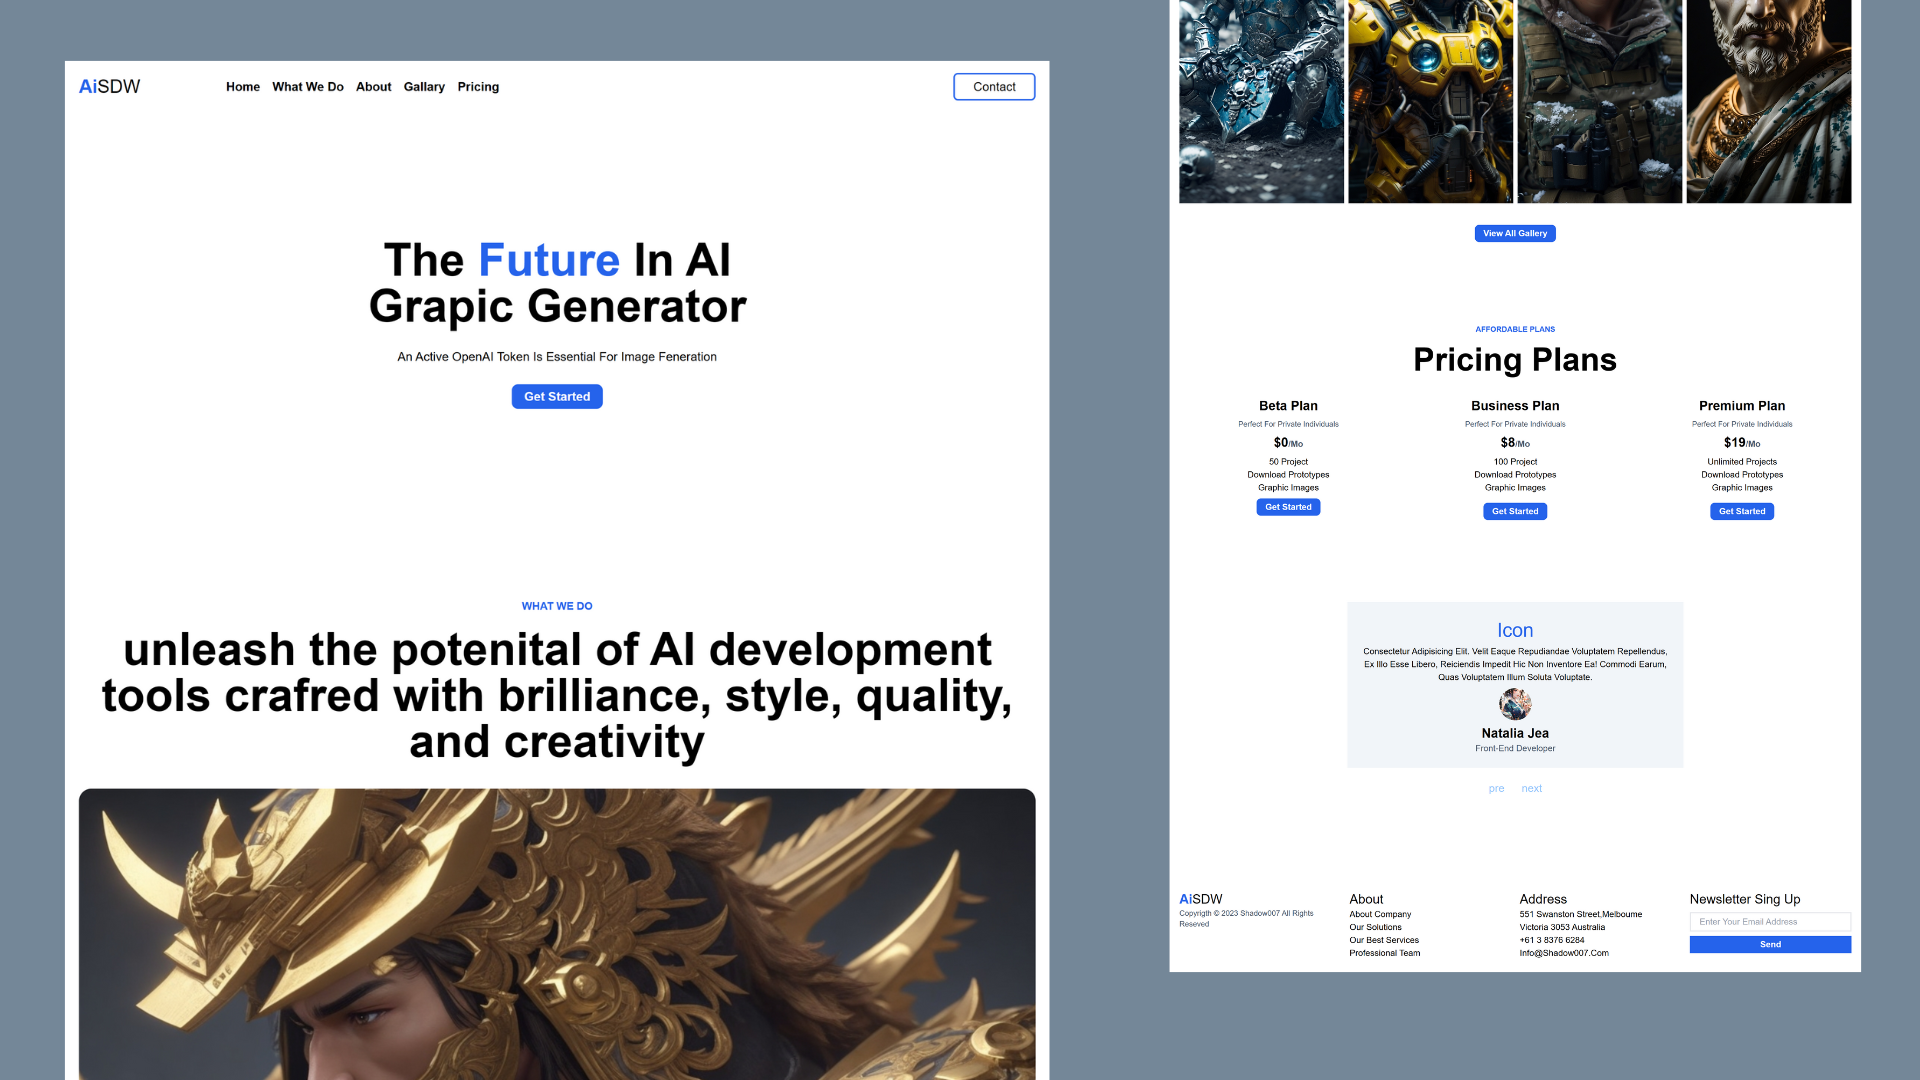 AiSDW
Home What We Do About Gallary Pricing
Contact
The Future In AI
Grapic Generator
An Active OpenAI Token Is Essential For Image Feneration
Get Started
WHAT WE DO
unleash the potenital of AI development
tools crafred with brilliance, style, quality,
and creativity
View All Gallery
AFFORDABLE PLANS
Pricing Plans
Beta Plan
Perfect For Private Individuals
$0/Mo
50 Project
Download Prototypes
Graphic Images
Get Started
Business Plan
Perfect For Private Individuals
$8/Mo
100 Project
Download Prototypes
Graphic Images
Get Started
Premium Plan
Perfect For Private Individuals
$19/Mo
Unlimited Projects
Download Prototypes
Graphic Images
Get Started
Icon
Consectetur Adipisicing Elit. Velit Eaque Repudiandae Voluptatem Repellendus,
Ex Illo Esse Libero, Reiciendis Impedit Hic Non Inventore Ea! Commodi Earum,
Quas Voluptatem Illum Soluta Voluptate.
Natalia Jea
Front-End Developer
pre next
AiSDW
Copyrigth © 2023 Shadow007 All Rights
Reseved
About
About Company
Our Solutions
Our Best Services
Professional Team
Address
551 Swanston Street,Melboume
Victoria 3053 Australia
+61 3 8376 6284
Info@Shadow007.Com
Newsletter Sing Up
Enter Your Email Address
Send